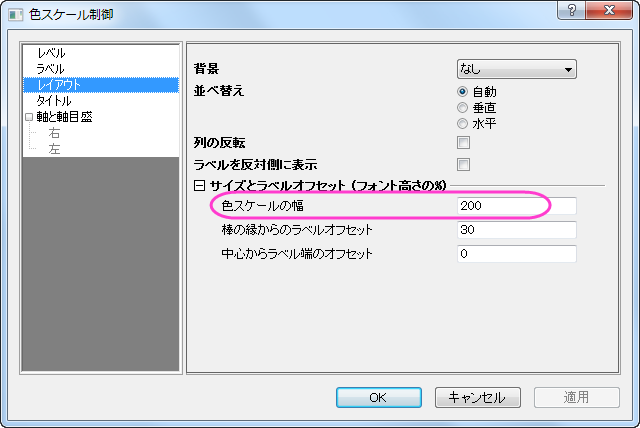 色スケール制御
レベル
ラベル
レイアウト
タイトル
軸と軸目盛
右
左
背景 なし
並べ替え 自動
垂直
水平
列の反転
ラベルを反対側に表示
サイズとラベルオフセット (フォント高さの%)
色スケールの幅 200
棒の縁からのラベルオフセット 30
中心からラベル端のオフセット 0
OK キャンセル 適用